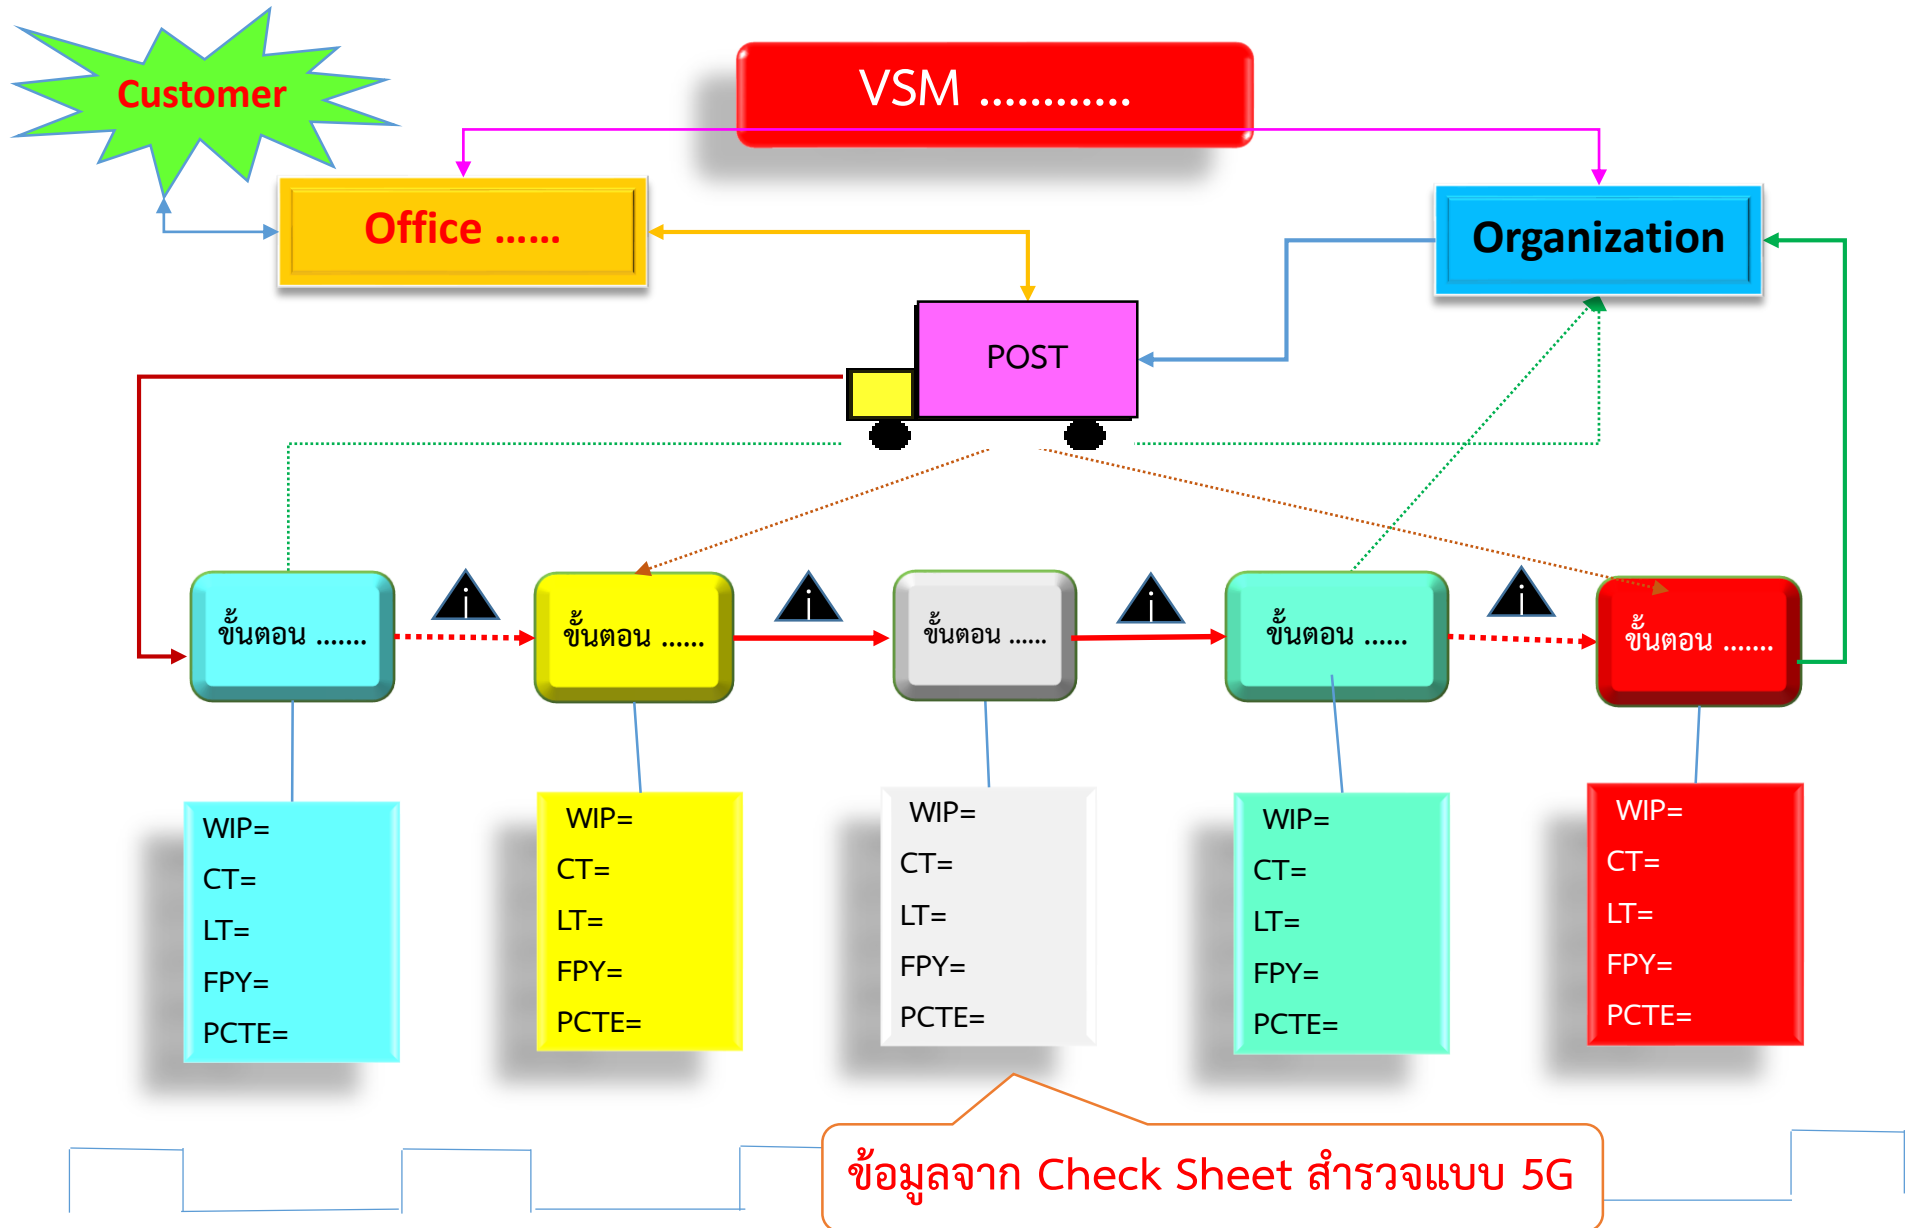 Customer
VSM ............
Office ......
Organization
POST
ขั้นตอน .......
i
ขั้นตอน ......
i
ขั้นตอน ......
i
ขั้นตอน ......
i
ขั้นตอน .......
WIP=
CT=
LT=
FPY=
PCTE=
WIP=
CT=
LT=
FPY=
PCTE=
WIP=
CT=
LT=
FPY=
PCTE=
WIP=
CT=
LT=
FPY=
PCTE=
WIP=
CT=
LT=
FPY=
PCTE=
ข้อมูลจาก Check Sheet สำรวจแบบ 5G